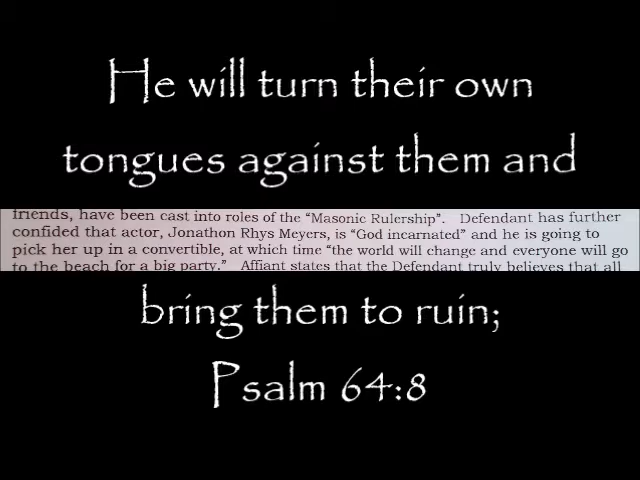 He will turn their own
tongues against them and
friends, have been cast into roles of the “Masonic Rulership”. Defendant has further
confided that actor, Jonathon Rhys Meyers, is “God incarnated” and he is going to
pick her up in a convertible, at which time “the world will change and everyone will go
to the beach for a big party.” Affiant states that the Defendant truly believes that all
bring them to ruin;
Psalm 64:8